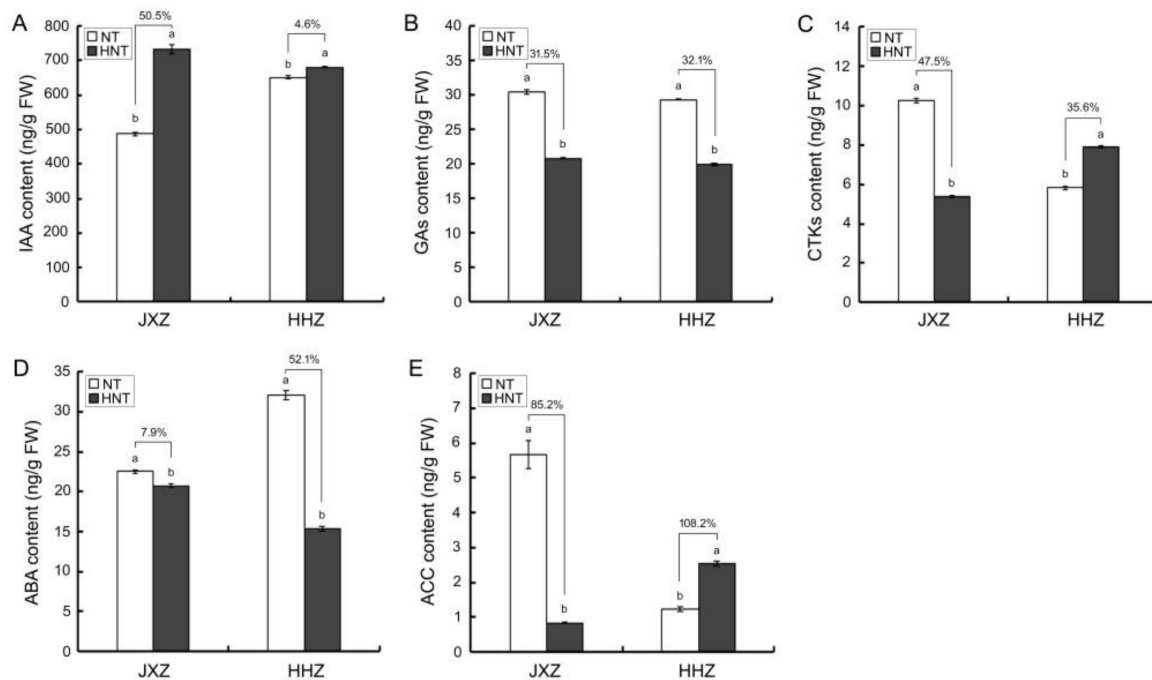 A
IAA content (ng/g FW)
800
700
600
500
400
300
200
100
0
NT
HNT
50.5%
b
a
4.6%
b
a
JXZ
HHZ
B
GAs content (ng/g FW)
40
35
30
25
20
15
10
5
0
NT
HNT
31.5%
a
b
32.1%
a
b
JXZ
HHZ
C
CTKs content (ng/g FW)
14
12
10
8
6
4
2
0
NT
HNT
47.5%
a
b
35.6%
b
a
JXZ
HHZ
D
ABA content (ng/g FW)
35
30
25
20
15
10
5
0
NT
HNT
7.9%
a
b
52.1%
a
b
JXZ
HHZ
E
ACC content (ng/g FW)
8
7
6
5
4
3
2
1
0
NT
HNT
85.2%
a
b
108.2%
b
a
JXZ
HHZ